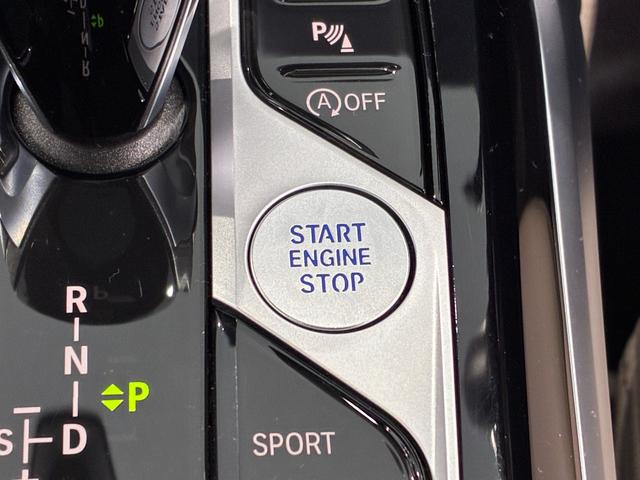 P
A OFF
START
ENGINE
STOP
R
N
P
S D
+
SPORT